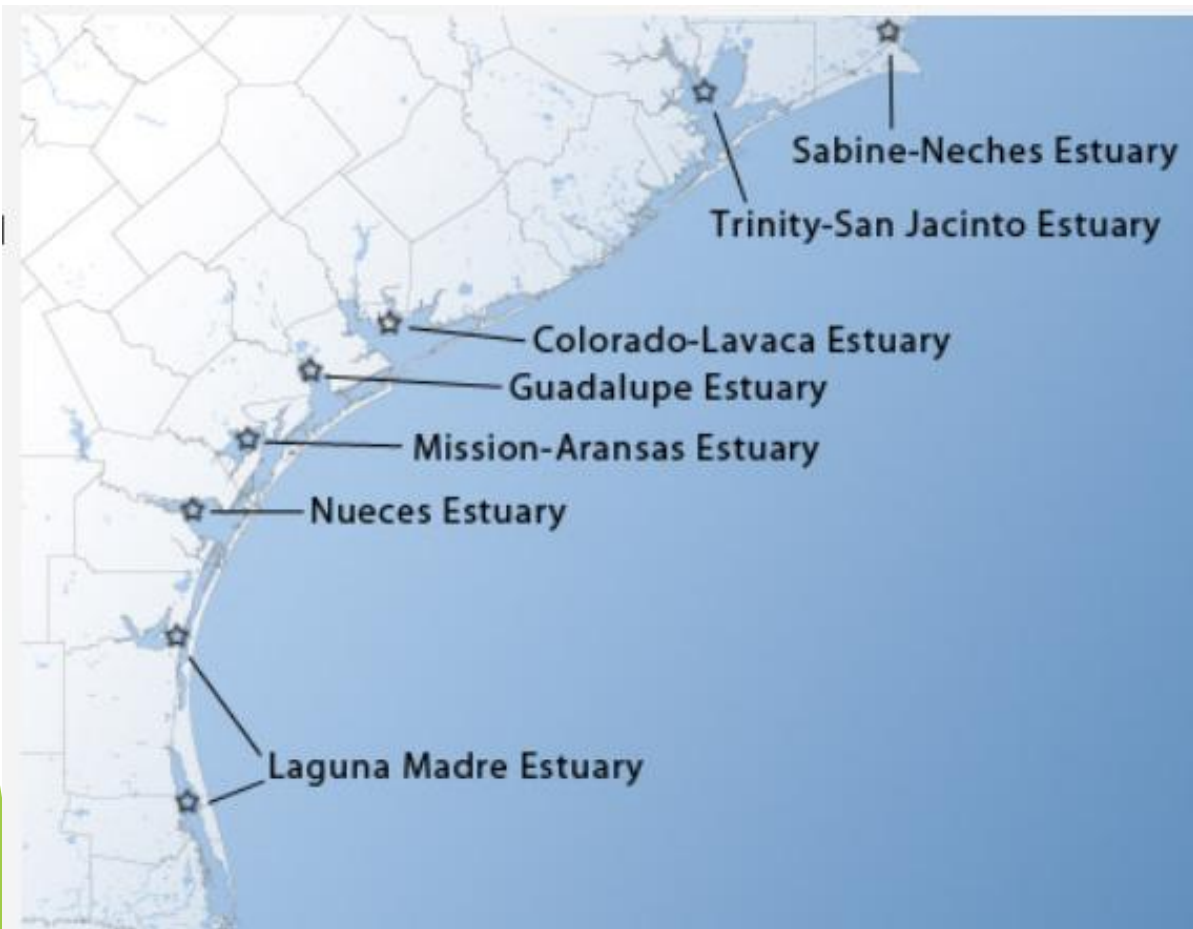 Sabine-Neches Estuary
Trinity-San Jacinto Estuary
Colorado-Lavaca Estuary
Guadalupe Estuary
Mission-Aransas Estuary
Nueces Estuary
Laguna Madre Estuary